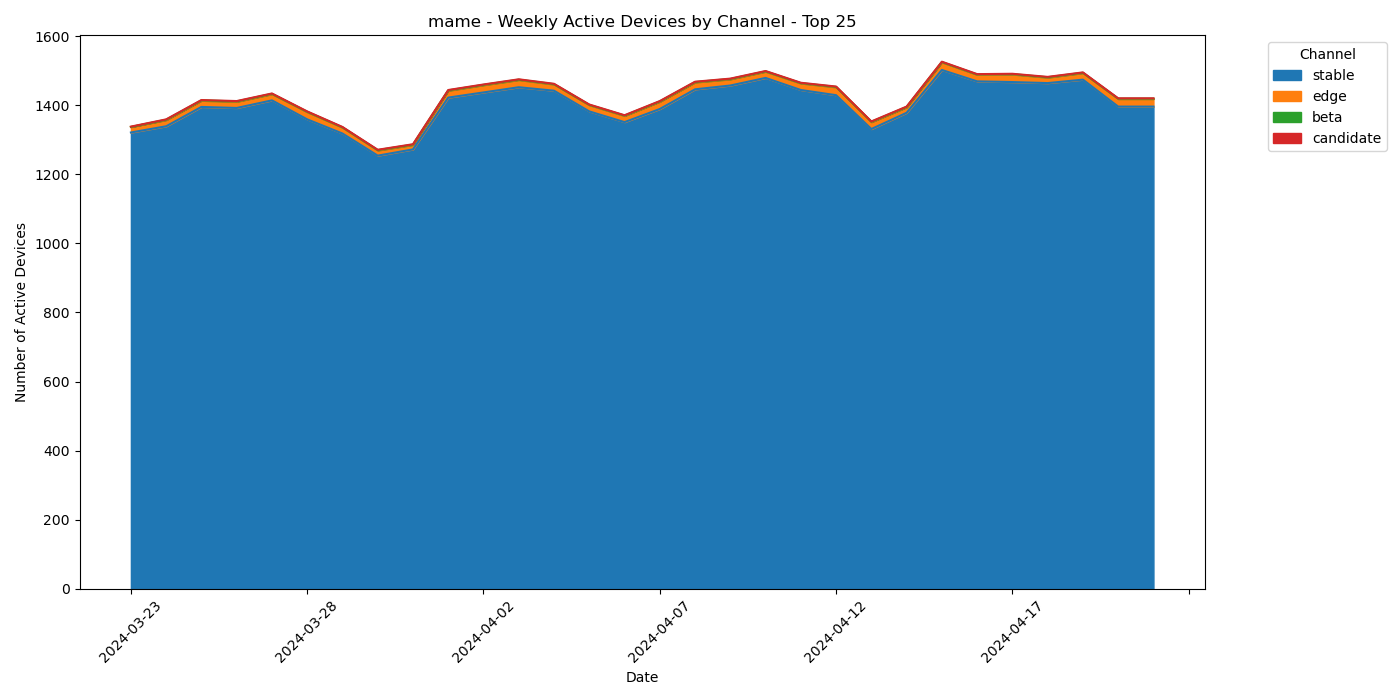 mame - Weekly Active Devices by Channel - Top 25
Number of Active Devices
1600
1400
1200
1000
800
600
400
200
0
2024-03-23
2024-03-28
2024-04-02
2024-04-07
2024-04-12
2024-04-17
Date
Channel
stable
edge
beta
candidate